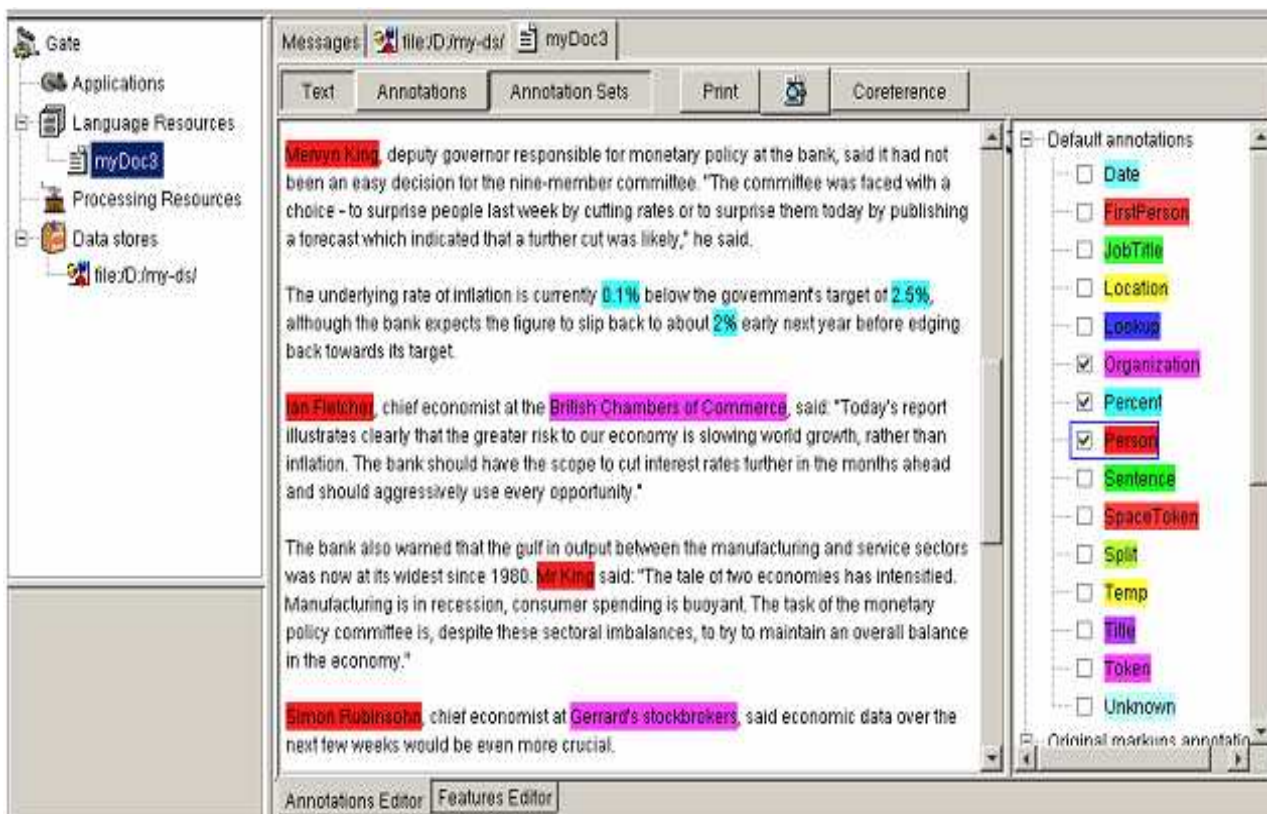 Gate
Applications
Language Resources
myDoc3
Processing Resources
Data stores
file:/D:/my-ds/
Messages file:/D:/my-ds/ myDoc3
Text Annotations Annotation Sets Print Coreference
Mervyn King, deputy governor responsible for monetary policy at the bank, said it had not
been an easy decision for the nine-member committee. "The committee was faced with a
choice - to surprise people last week by cutting rates or to surprise them today by publishing
a forecast which indicated that a further cut was likely," he said.
The underlying rate of inflation is currently 0.1% below the government's target of 2.5%,
although the bank expects the figure to slip back to about 2% early next year before edging
back towards its target.
Ian Fletcher, chief economist at the British Chambers of Commerce, said: "Today's report
illustrates clearly that the greater risk to our economy is slowing world growth, rather than
inflation. The bank should have the scope to cut interest rates further in the months ahead
and should aggressively use every opportunity."
The bank also warned that the gulf in output between the manufacturing and service sectors
was now at its widest since 1980. Mr King said: "The tale of two economies has intensified.
Manufacturing is in recession, consumer spending is buoyant. The task of the monetary
policy committee is, despite these sectoral imbalances, to try to maintain an overall balance
in the economy."
Simon Rubinsohn, chief economist at Gerrard's stockbrokers, said economic data over the
next few weeks would be even more crucial.
Default annotations
Date
FirstPerson
JobTitle
Location
Lookup
Organization
Percent
Person
Sentence
SpaceToken
Split
Temp
Title
Token
Unknown
Original markups annotatio
Annotations Editor Features Editor